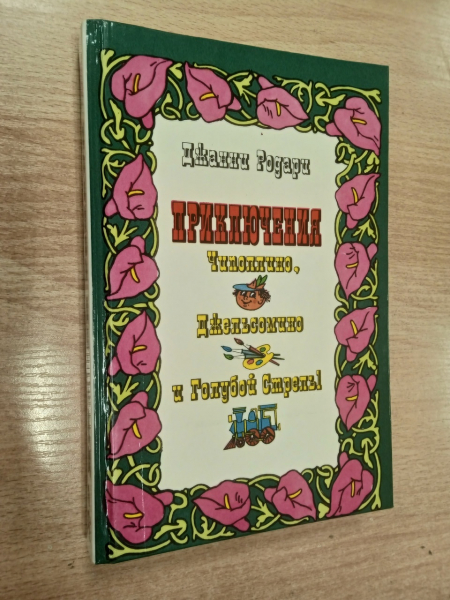 Джанни Родари
ПРИКЛЮЧЕНИЯ
Чиполлино,
Джельсомино
и Голубой Стрелы